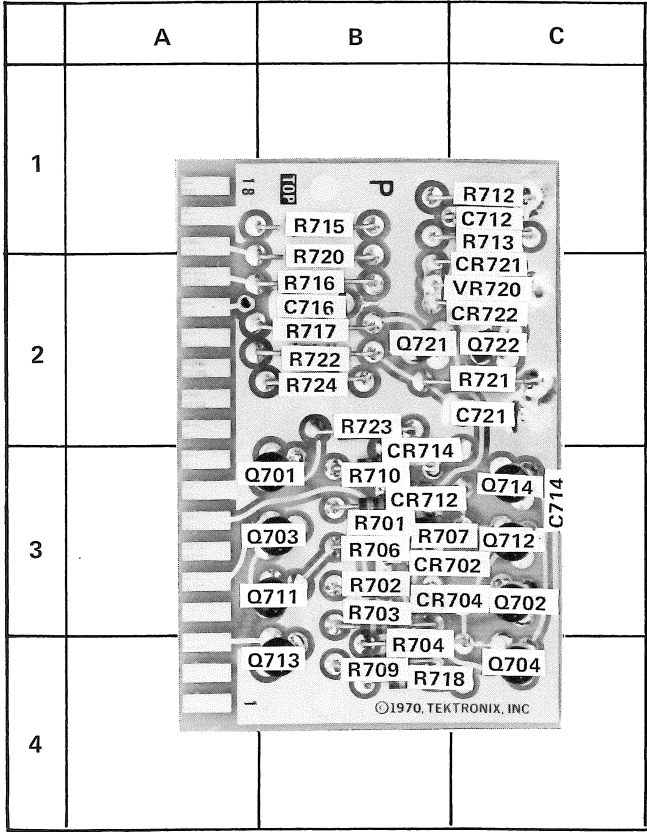 A B C
1
18 TOP P R712
C712
R715 R713
R720 CR721
R716 VR720
C716 CR722
R717
2 R722 Q721 Q722
R724 R721
C721
R723
CR714
Q701 R710 Q714
CR712 C714
R701
Q703 R707 Q712
3 R706
CR702
R702
Q711 CR704 Q702
R703
R704
Q713 Q704
R709 R718
1 ©1970, TEKTRONIX, INC
4